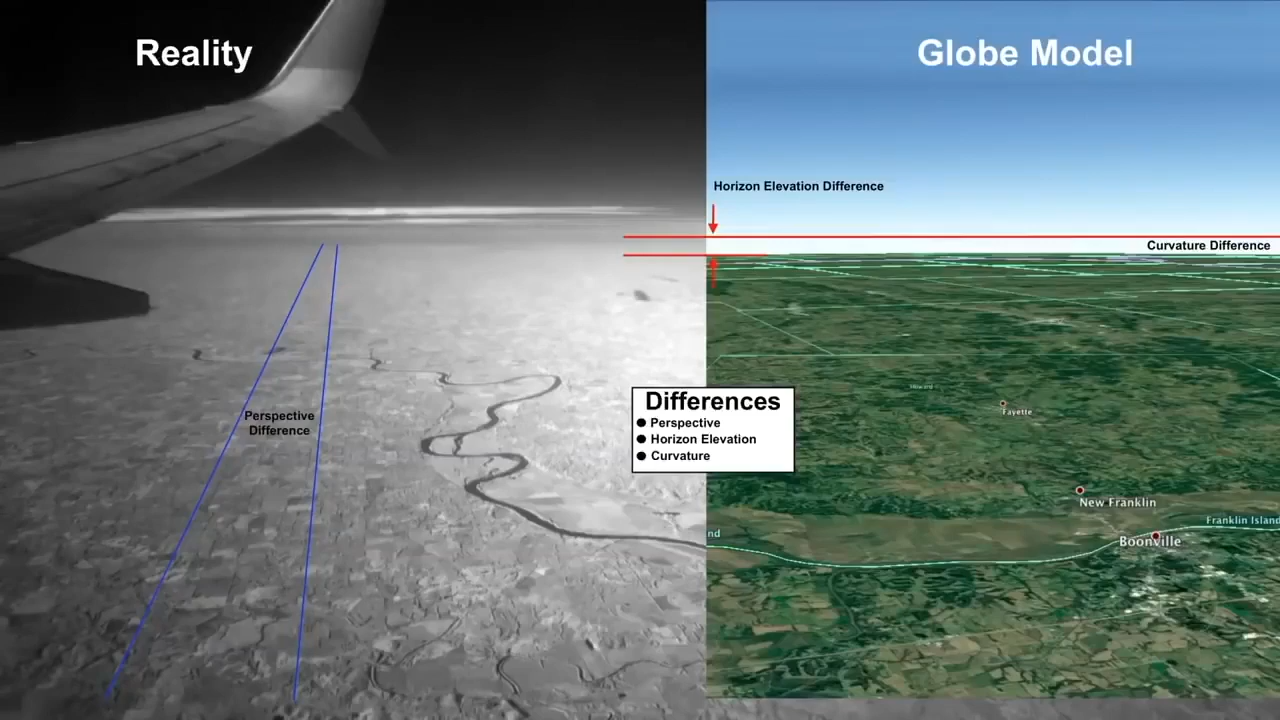 Reality
Globe Model
Horizon Elevation Difference
Curvature Difference
Perspective
Difference
Differences
● Perspective
● Horizon Elevation
● Curvature
Howard
Fayette
New Franklin
nd
Franklin Island
Boonville